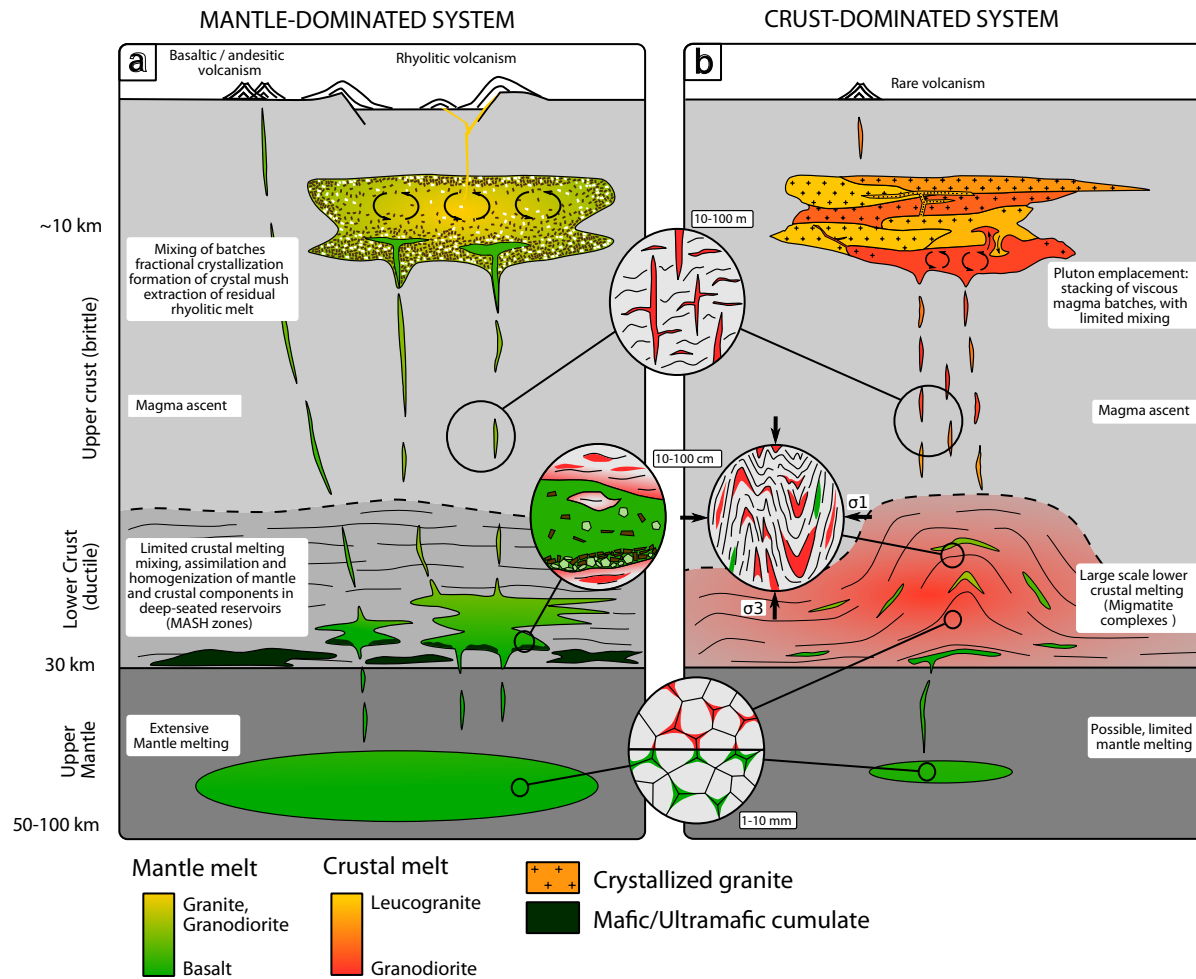 MANTLE-DOMINATED SYSTEM
CRUST-DOMINATED SYSTEM
a
Basaltic / andesitic
volcanism
Rhyolitic volcanism
b
Rare volcanism
~10 km
30 km
50-100 km
Upper crust (brittle)
Lower Crust
(ductile)
Upper
Mantle
Mixing of batches
fractional crystallization
formation of crystal mush
extraction of residual
rhyolitic melt
Magma ascent
Limited crustal melting
mixing, assimilation and
homogenization of mantle
and crustal components in
deep-seated reservoirs
(MASH zones)
Extensive
Mantle melting
10-100 m
10-100 cm
σ1
σ3
1-10 mm
Pluton emplacement:
stacking of viscous
magma batches, with
limited mixing
Magma ascent
Large scale lower
crustal melting
(Migmatite
complexes )
Possible, limited
mantle melting
Mantle melt
Granite,
Granodiorite
Basalt
Crustal melt
Leucogranite
Granodiorite
Crystallized granite
Mafic/Ultramafic cumulate